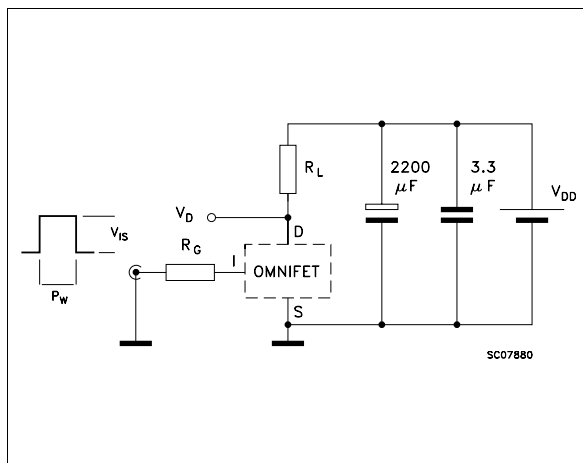 2200
μF
3.3
μF
R_L
V_DD
V_D
D
V_IS
R_G
I
OMNIFET
P_W
S
SC07880